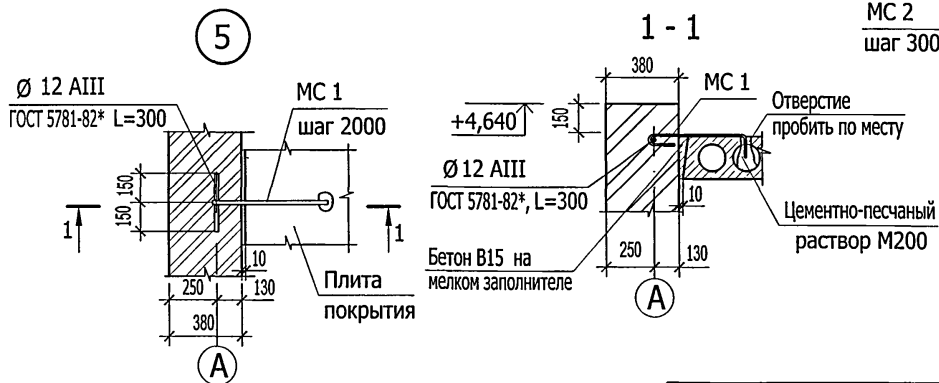 5
Ø 12 АIII
ГОСТ 5781-82* L=300
МС 1
шаг 2000
150
150
1
1
10
250
130
380
А
Плита
покрытия
1 - 1
МС 2
шаг 300
380
МС 1
150
+4,640
Отверстие
пробить по месту
Ø 12 АIII
ГОСТ 5781-82*, L=300
10
Цементно-песчаный
раствор М200
Бетон В15 на
мелком заполнителе
250
130
А